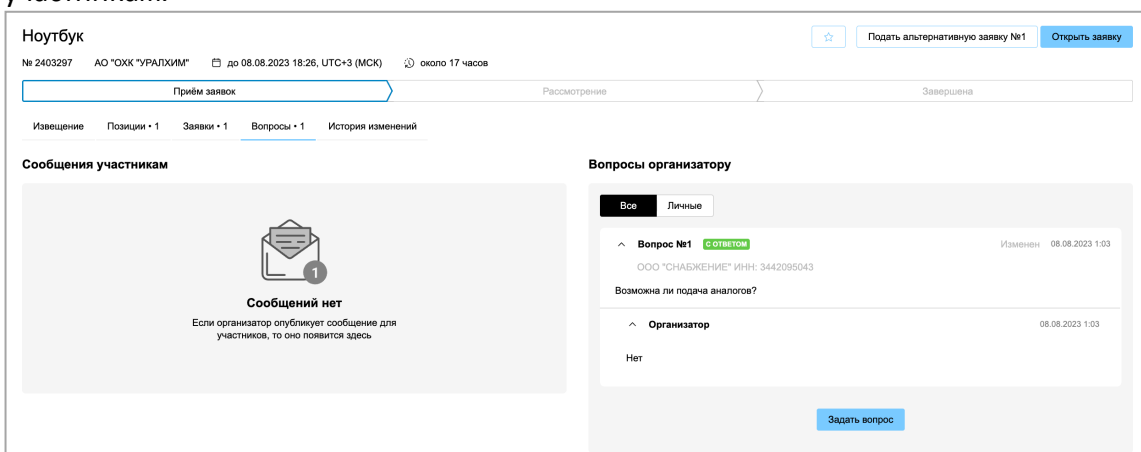 участникам.
Ноутбук
Подать альтернативную заявку №1
Открыть заявку
№ 2403297 АО "ОХК "УРАЛХИМ" до 08.08.2023 18:26, UTC+3 (МСК) около 17 часов
Приём заявок
Рассмотрение
Завершена
Извещение Позиции • 1 Заявки • 1 Вопросы • 1 История изменений
Сообщения участникам
1
Сообщений нет
Если организатор опубликует сообщение для
участников, то оно появится здесь
Вопросы организатору
Все Личные
Вопрос №1 С ОТВЕТОМ Изменен 08.08.2023 1:03
ООО "СНАБЖЕНИЕ" ИНН: 3442095043
Возможна ли подача аналогов?
Организатор 08.08.2023 1:03
Нет
Задать вопрос